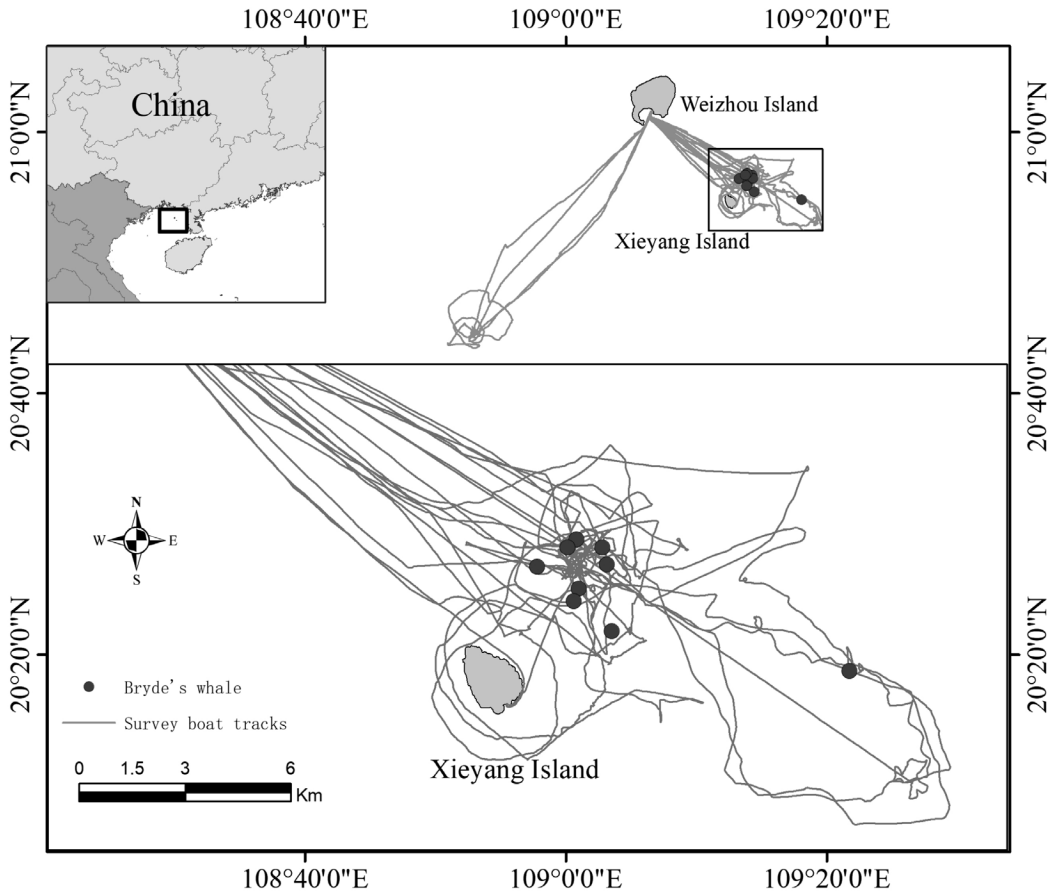 108°40'0"E
109°0'0"E
109°20'0"E
China
Weizhou Island
Xieyang Island
21°0'0"N
21°0'0"N
20°40'0"N
20°40'0"N
N
W
E
S
20°20'0"N
20°20'0"N
Bryde's whale
Survey boat tracks
Xieyang Island
0 1.5 3 6
Km
108°40'0"E
109°0'0"E
109°20'0"E